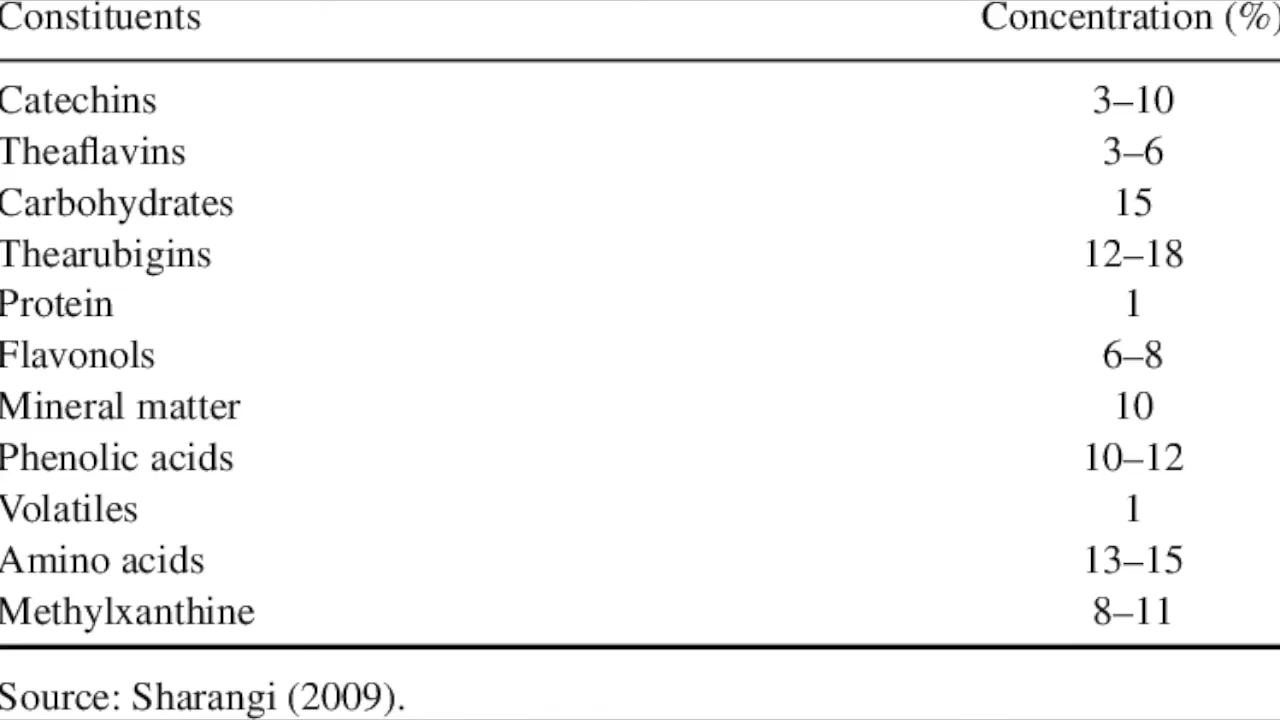 Constituents Concentration (%)
Catechins 3–10
Theaflavins 3–6
Carbohydrates 15
Thearubigins 12–18
Protein 1
Flavonols 6–8
Mineral matter 10
Phenolic acids 10–12
Volatiles 1
Amino acids 13–15
Methylxanthine 8–11
Source: Sharangi (2009).